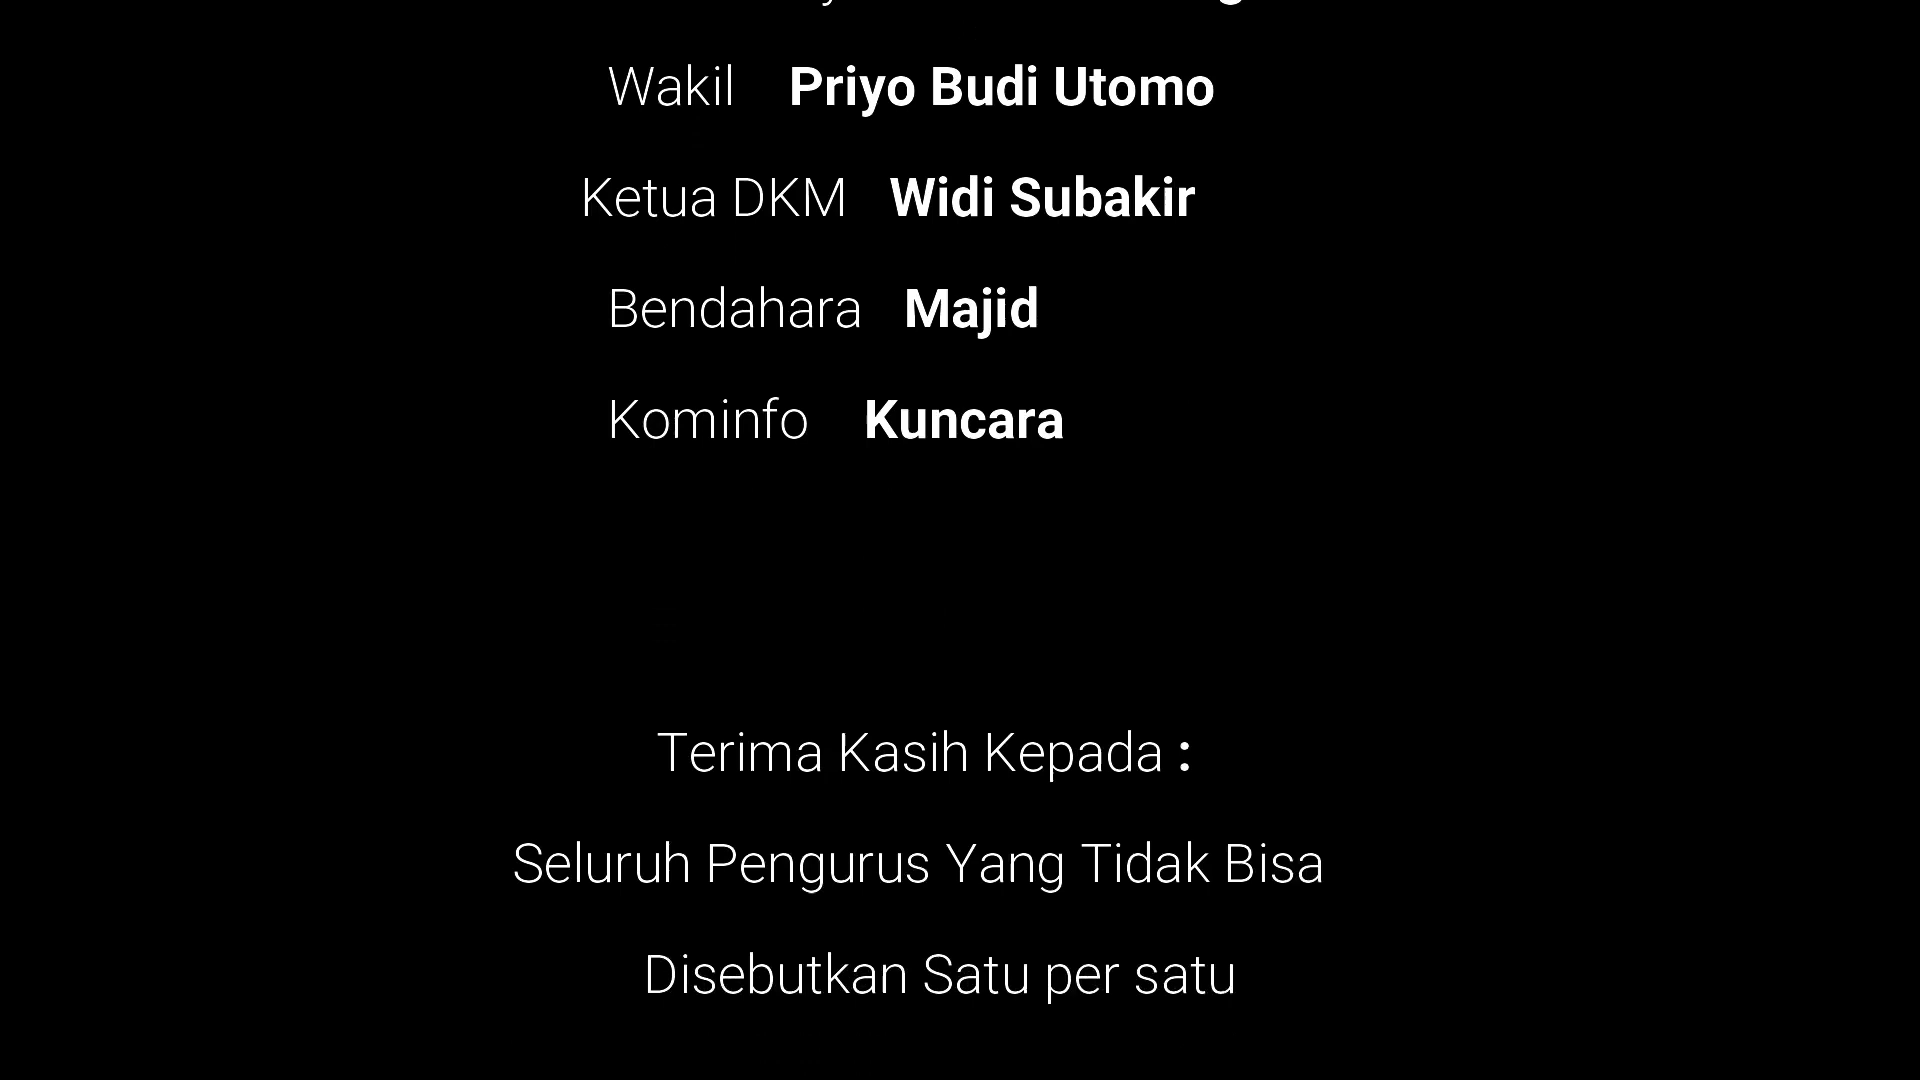 Wakil Priyo Budi Utomo
Ketua DKM Widi Subakir
Bendahara Majid
Kominfo Kuncara
Terima Kasih Kepada :
Seluruh Pengurus Yang Tidak Bisa
Disebutkan Satu per satu